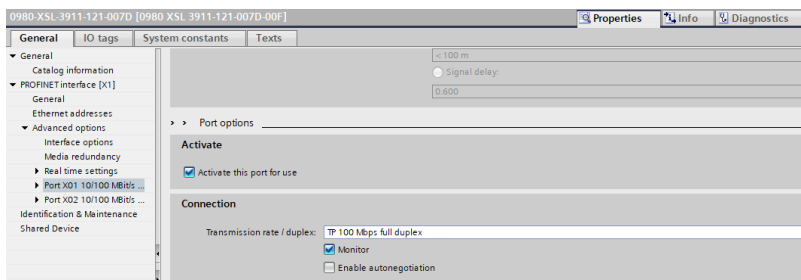 0980-XSL-3911-121-007D [0980 XSL 3911-121-007D-00F]
Properties
Info
Diagnostics
General
IO tags
System constants
Texts
General
Catalog information
PROFINET interface [X1]
General
Ethernet addresses
Advanced options
Interface options
Media redundancy
Real time settings
Port X01 10/100 MBit/s ...
Port X02 10/100 MBit/s ...
Identification & Maintenance
Shared Device
< 100 m
Signal delay:
0.600
> > Port options
Activate
Activate this port for use
Connection
Transmission rate / duplex: TP 100 Mbps full duplex
Monitor
Enable autonegotiation